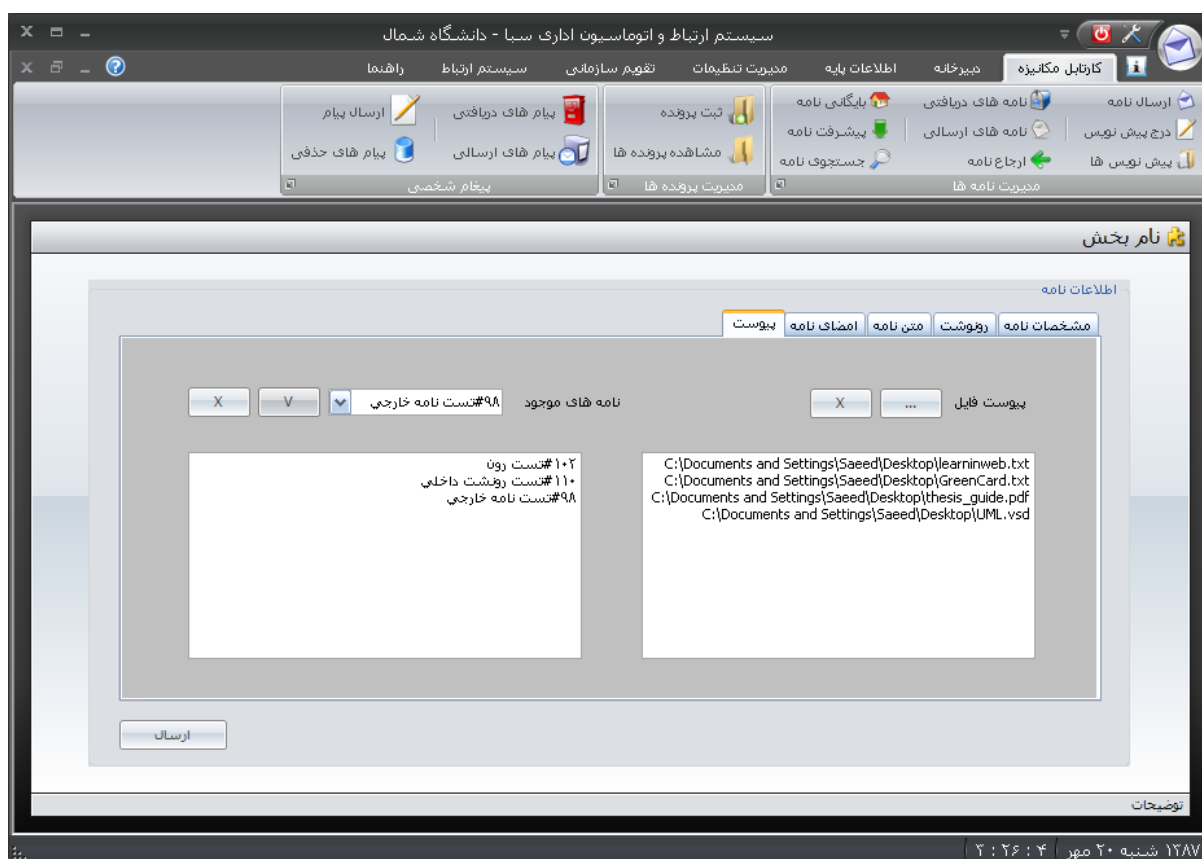 سیستم ارتباط و اتوماسیون اداری سبا - دانشگاه شمال
کارتابل مکانیزه
دبیرخانه
اطلاعات پایه
مدیریت تنظیمات
تقویم سازمانی
سیستم ارتباط
راهنما
ارسال نامه
نامه های دریافتی
بایگانی نامه
ثبت پرونده
پیام های دریافتی
ارسال پیام
درج پیش نویس
نامه های ارسالی
پیشرفت نامه
پیش نویس ها
ارجاع نامه
جستجوی نامه
مشاهده پرونده ها
پیام های ارسالی
پیام های حذفی
مدیریت نامه ها
مدیریت پرونده ها
پیغام شخصی
نام بخش
اطلاعات نامه
مشخصات نامه
رونوشت
متن نامه
امضای نامه
پیوست
پیوست فایل
...
X
نامه های موجود
۹۸#تست نامه خارجي
V
X
C:\Documents and Settings\Saeed\Desktop\learninweb.txt
C:\Documents and Settings\Saeed\Desktop\GreenCard.txt
C:\Documents and Settings\Saeed\Desktop\thesis_guide.pdf
C:\Documents and Settings\Saeed\Desktop\UML.vsd
۱۰۲#تست رون
۱۱۰#تست رونشت داخلي
۹۸#تست نامه خارجي
ارسال
توضیحات
۱۳۸۷ شنبه ۲۰ مهر